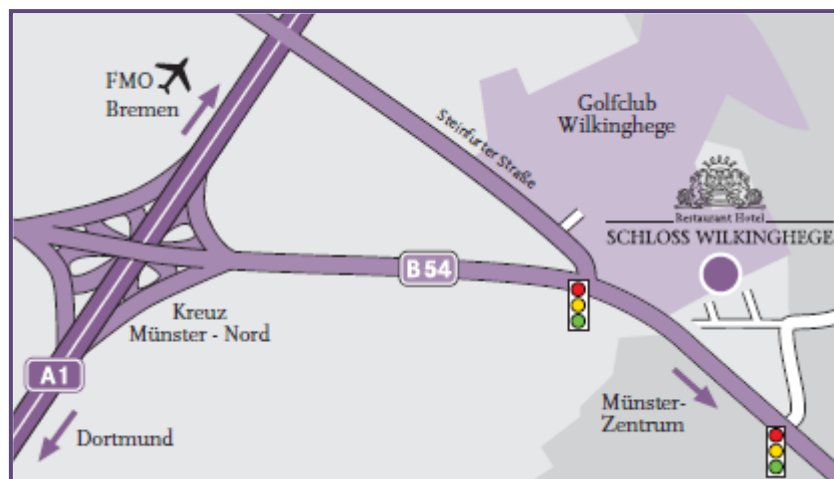 FMO
Bremen
Steinfurter Straße
Golfclub
Wilkinghege
Restaurant Hotel
SCHLOSS WILKINGHEGE
B 54
Kreuz
Münster - Nord
A1
Dortmund
Münster-
Zentrum